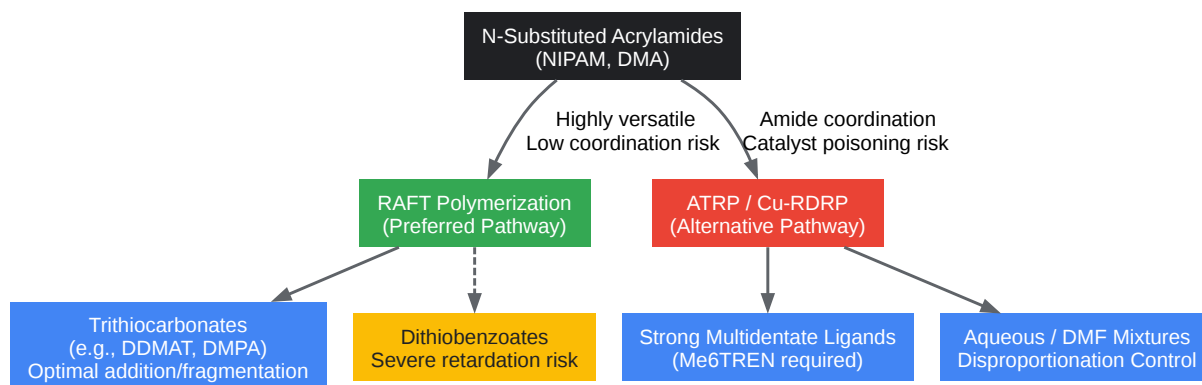 N-Substituted Acrylamides
(NIPAM, DMA)
Highly versatile
Low coordination risk
Amide coordination
Catalyst poisoning risk
RAFT Polymerization
(Preferred Pathway)
ATRP / Cu-RDRP
(Alternative Pathway)
Trithiocarbonates
(e.g., DDMAT, DMPA)
Optimal addition/fragmentation
Dithiobenzoates
Severe retardation risk
Strong Multidentate Ligands
(Me6TREN required)
Aqueous / DMF Mixtures
Disproportionation Control